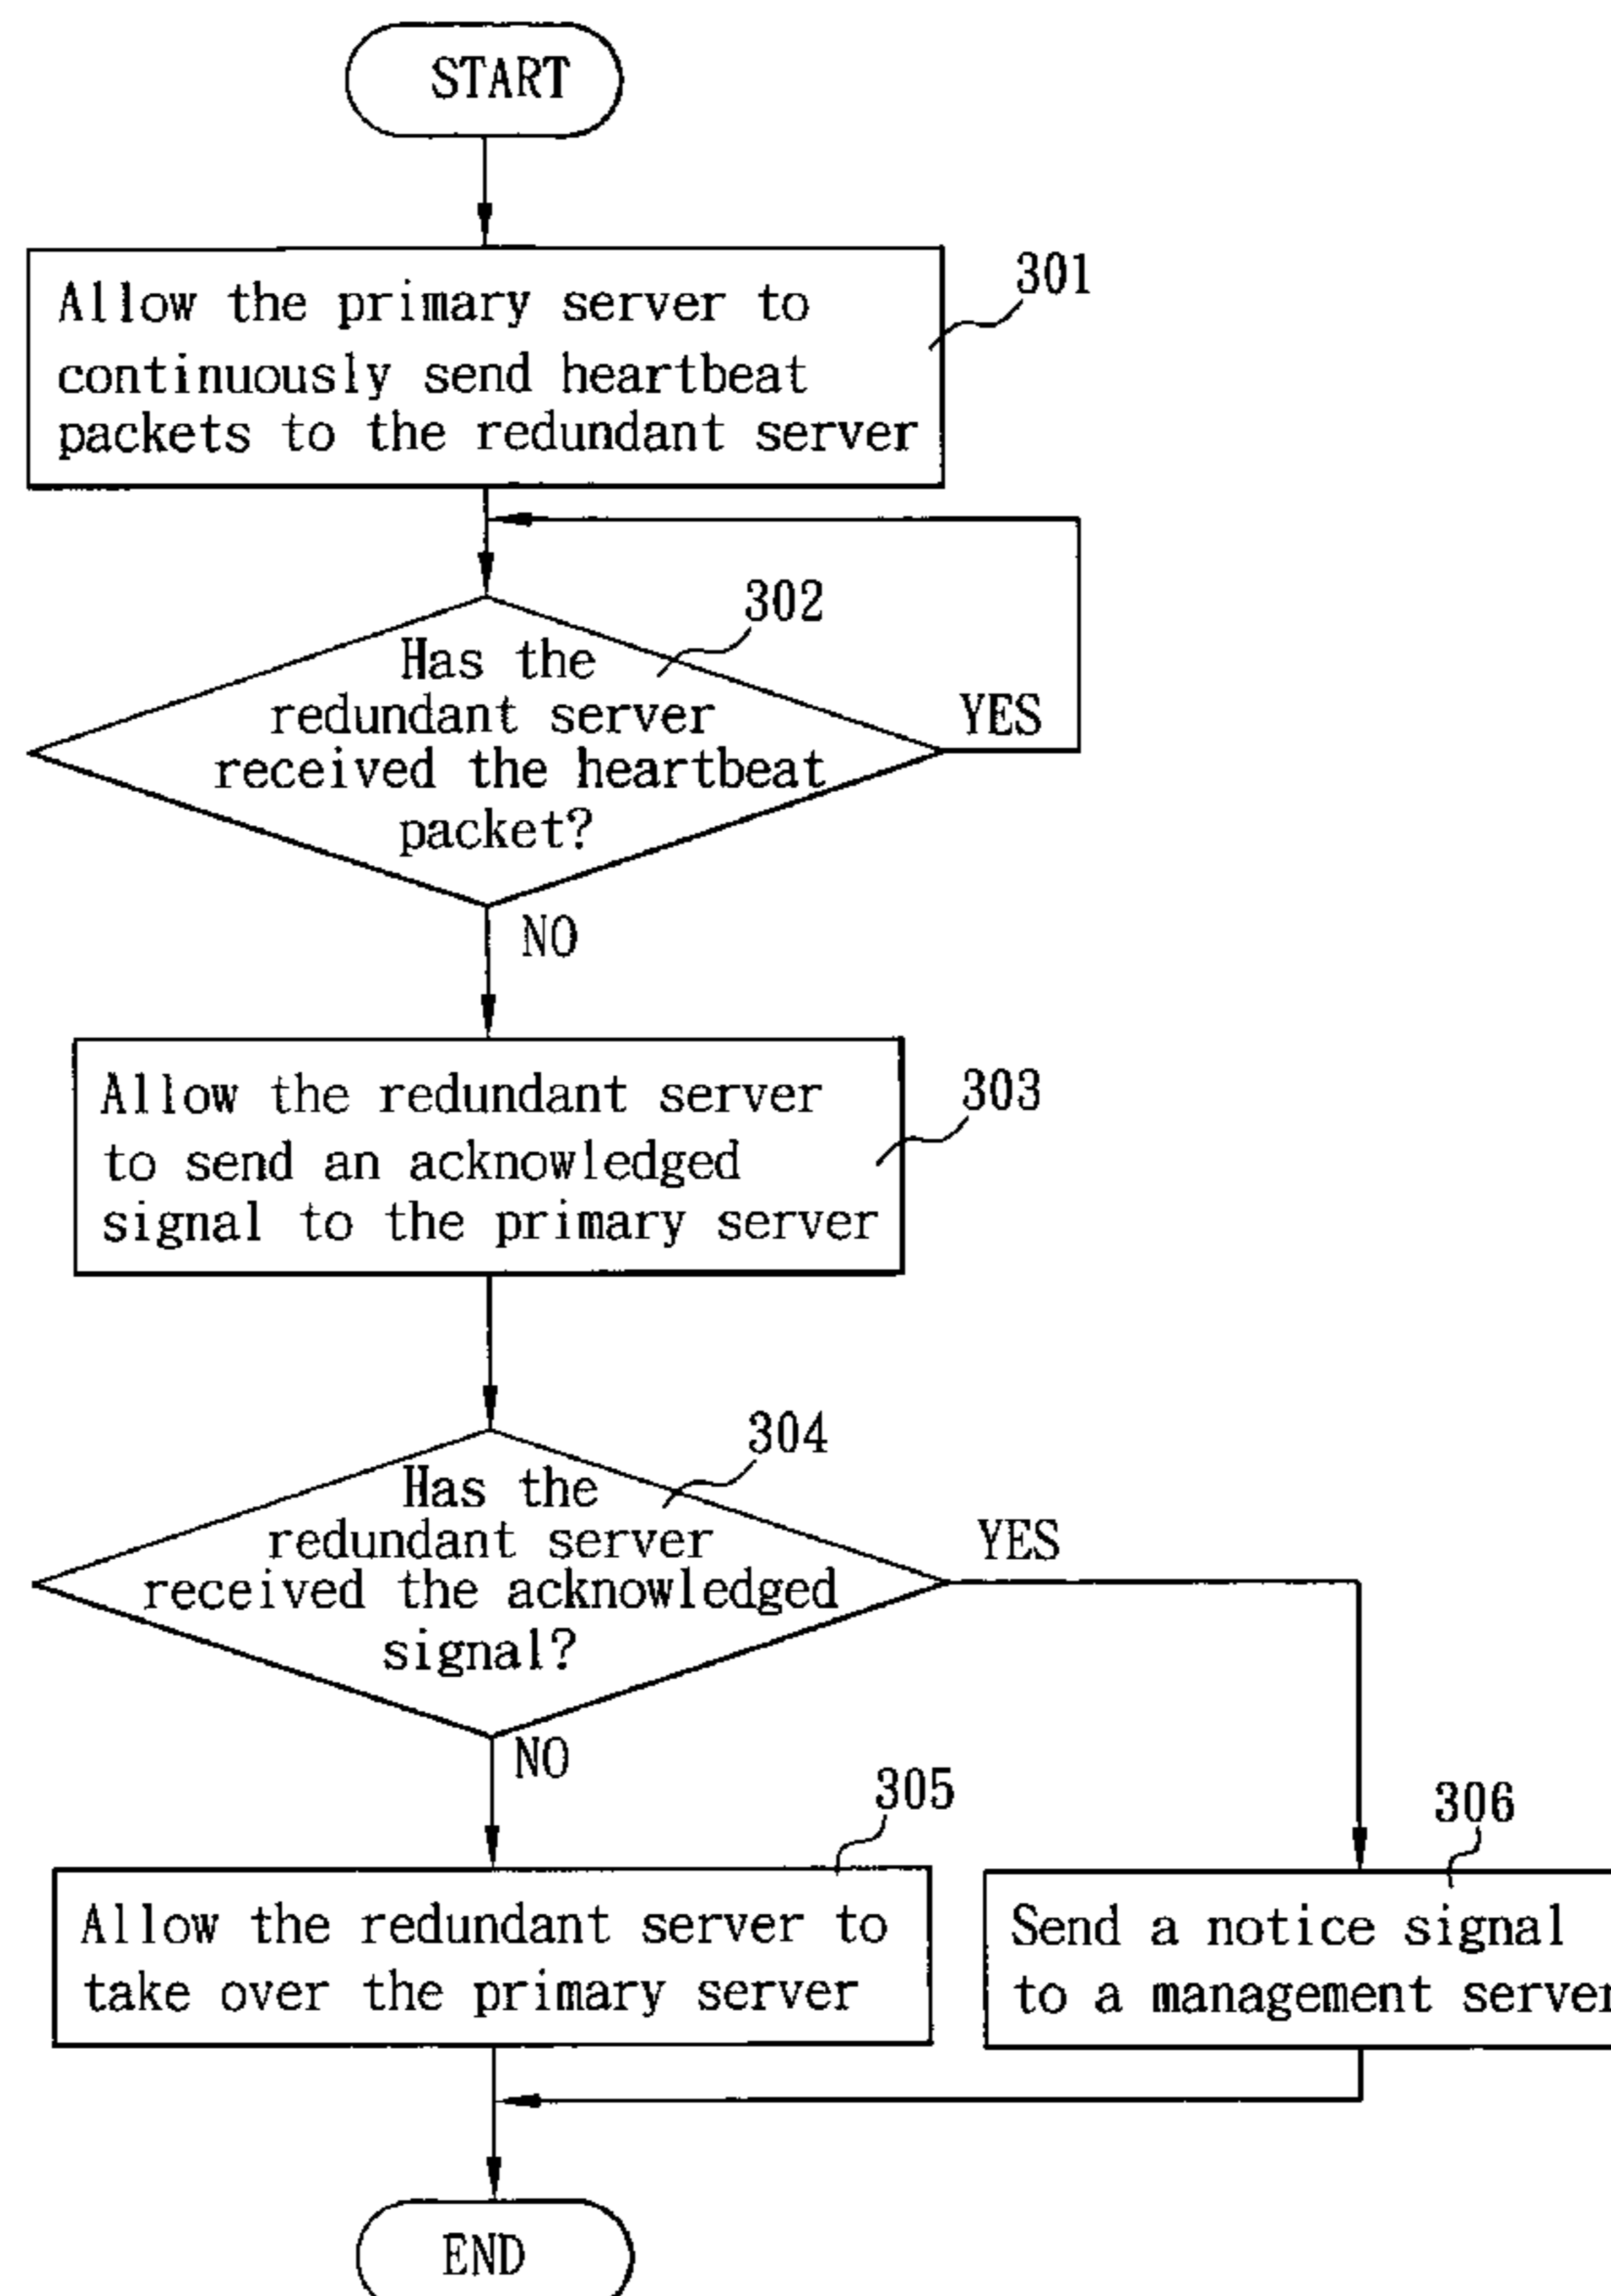 START
301
Allow the primary server to
continuously send heartbeat
packets to the redundant server
302
Has the
redundant server
received the heartbeat
packet?
YES
NO
303
Allow the redundant server
to send an acknowledged
signal to the primary server
304
Has the
redundant server
received the acknowledged
signal?
YES
NO
305
Allow the redundant server to
take over the primary server
306
Send a notice signal
to a management server
END